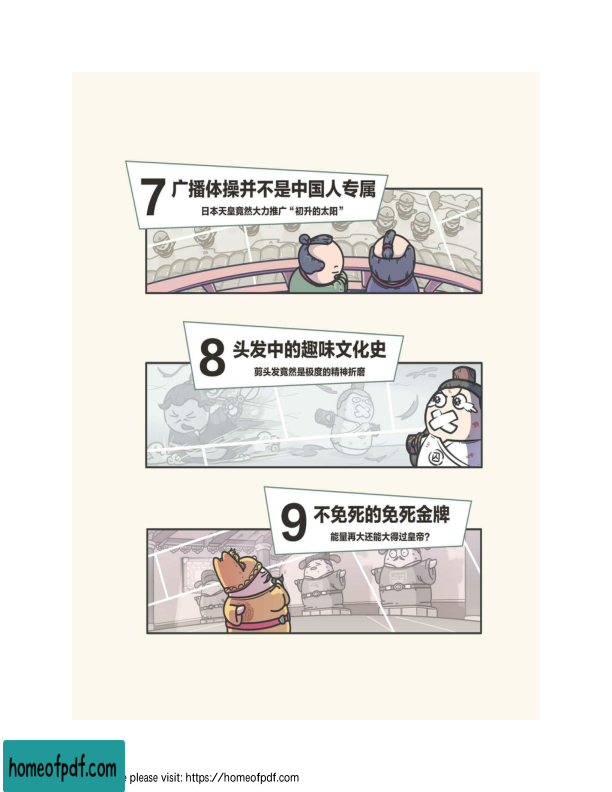 7 广播体操并不是中国人专属
日本天皇竟然大力推广“初升的太阳”
8 头发中的趣味文化史
剪头发竟然是极度的精神折磨
囚
9 不免死的免死金牌
能量再大还能大得过皇帝?
homeofpdf.com
e please visit: https://homeofpdf.com